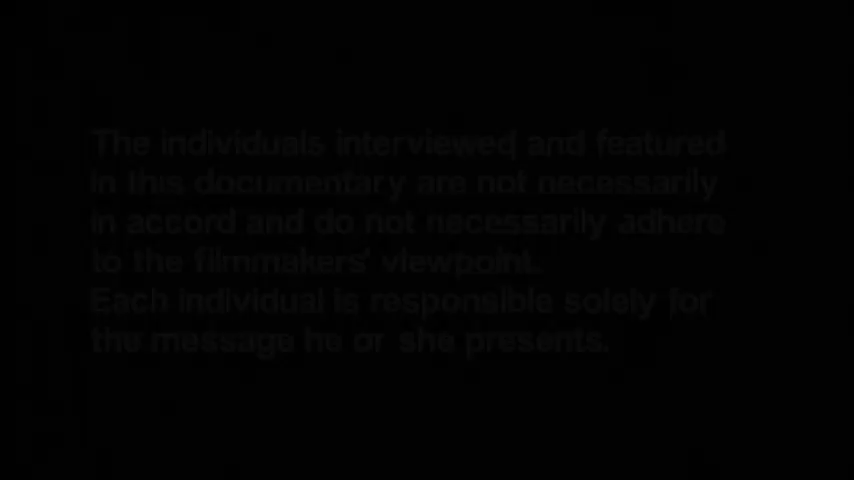 The individuals interviewed and featured
in this documentary are not necessarily
in accord and do not necessarily adhere
to the filmmakers' viewpoint.
Each individual is responsible solely for
the message he or she presents.